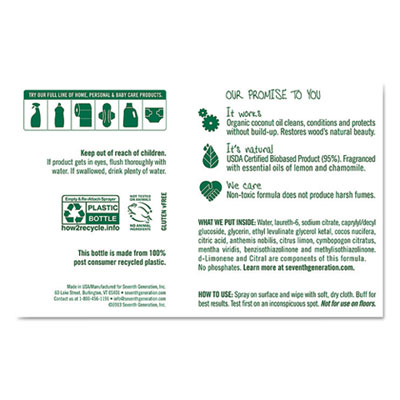 TRY OUR FULL LINE OF HOME, PERSONAL & BABY CARE PRODUCTS.
Keep out of reach of children.
If product gets in eyes, flush thoroughly with
water. If swallowed, drink plenty of water.
Empty & Re-Attach Sprayer
PLASTIC
BOTTLE
how2recycle.info
NOT TESTED
ON ANIMALS
NO ANIMAL
INGREDIENTS
GLUTEN FREE
This bottle is made from 100%
post consumer recycled plastic.
Made in USA/Manufactured for Seventh Generation, Inc.
60 Lake Street, Burlington, VT 05401 • seventhgeneration.com
Contact us at 1-800-456-1191 •
©2013 Seventh Generation, Inc.
OUR PROMISE TO YOU
It works
Organic coconut oil cleans, conditions and protects
without build-up. Restores wood's natural beauty.
It's natural
USDA Certified Biobased Product (95%). Fragranced
with essential oils of lemon and chamomile.
We care
Non-toxic formula does not produce harsh fumes.
WHAT WE PUT INSIDE: Water, laureth-6, sodium citrate, caprylyl/decyl
glucoside, glycerin, ethyl levulinate glyceryl ketal, cocos nucifera,
citric acid, anthemis nobilis, citrus limon, cymbopogon citratus,
mentha viridis, benzisothiazolinone and methylisothiazolinone.
d-Limonene and Citral are components of this formula.
No phosphates. Learn more at seventhgeneration.com
HOW TO USE: Spray on surface and wipe with soft, dry cloth. Buff for
best results. Test first on an inconspicuous spot. Not for use on floors.